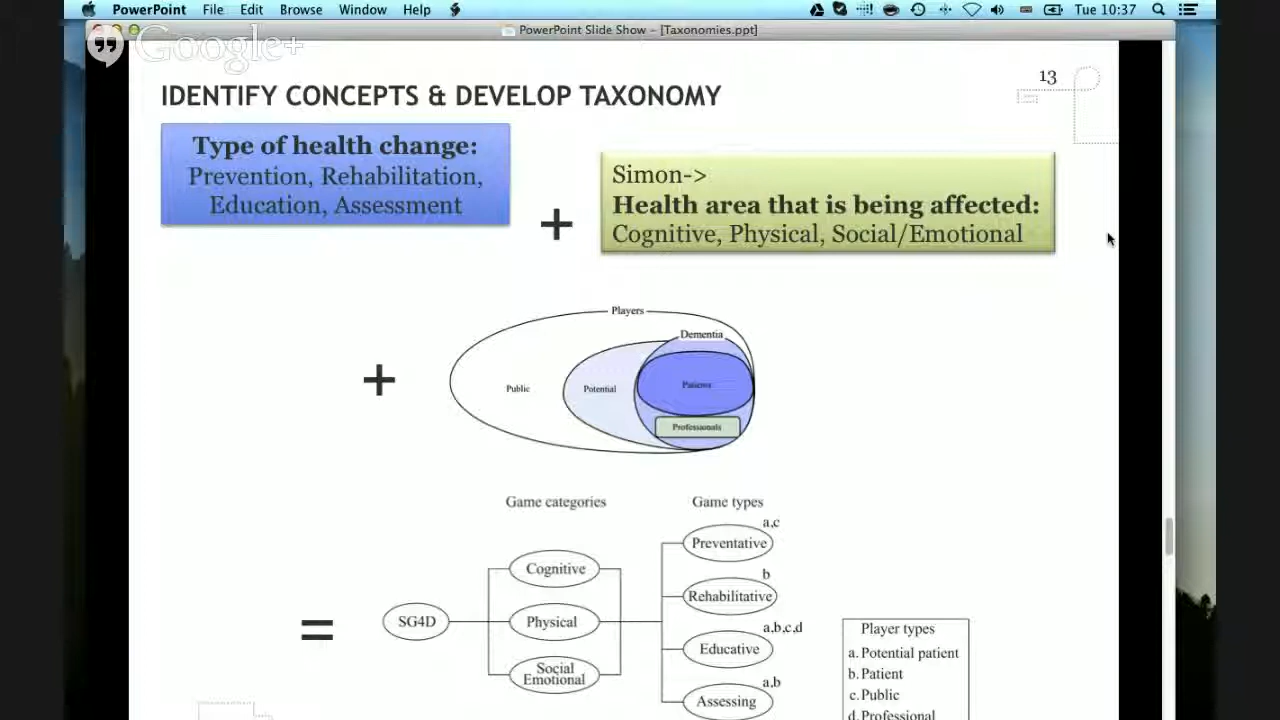 PowerPoint File Edit Browse Window Help Tue 10:37
PowerPoint Slide Show – [Taxonomies.ppt]
Google+
13
IDENTIFY CONCEPTS & DEVELOP TAXONOMY
Type of health change:
Prevention, Rehabilitation,
Education, Assessment
+
Simon->
Health area that is being affected:
Cognitive, Physical, Social/Emotional
+
Players
Dementia
Public
Potential
Patients
Professionals
=
Game categories
Game types
SG4D
Cognitive
Physical
Social
Emotional
a,c
Preventative
b
Rehabilitative
a,b,c,d
Educative
a,b
Assessing
Player types
a. Potential patient
b. Patient
c. Public
d. Professional